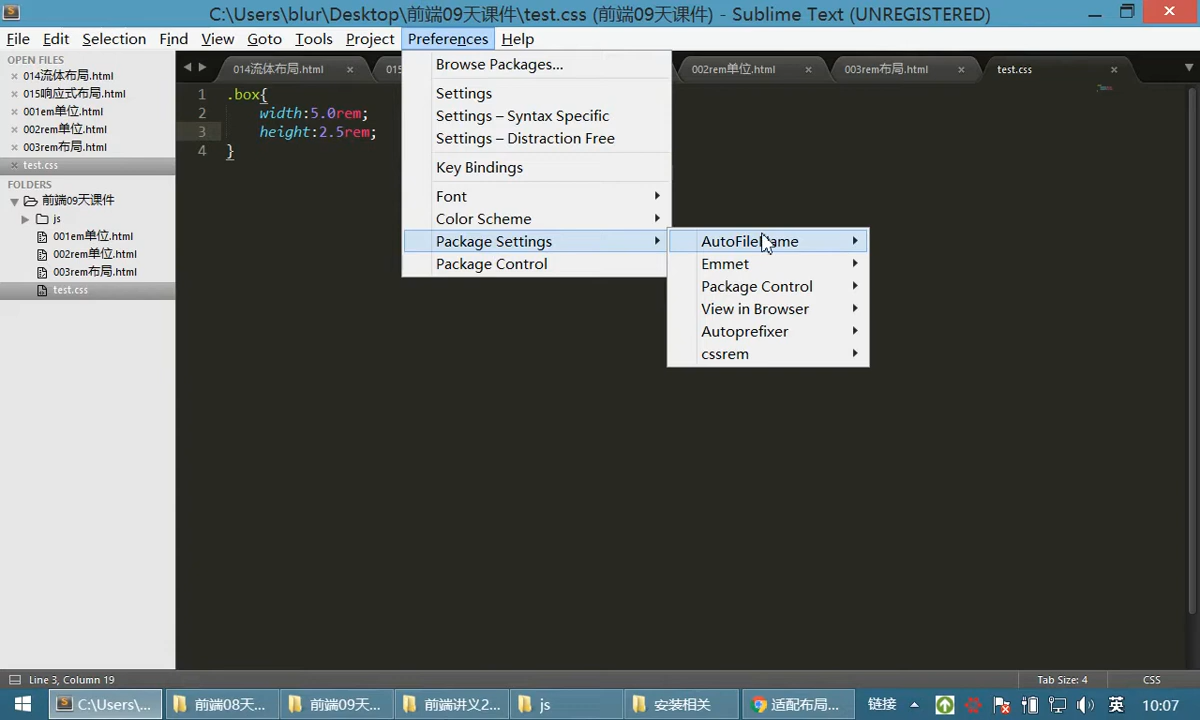 C:\Users\blur\Desktop\前端09天课件\test.css (前端09天课件) - Sublime Text (UNREGISTERED)
File Edit Selection Find View Goto Tools Project Preferences Help
OPEN FILES
014流体布局.html
015响应式布局.html
001em单位.html
002rem单位.html
003rem布局.html
test.css
FOLDERS
前端09天课件
js
001em单位.html
002rem单位.html
003rem布局.html
test.css
014流体布局.html
015
002rem单位.html
003rem布局.html
test.css
1 .box{
2 width:5.0rem;
3 height:2.5rem;
4 }
Browse Packages...
Settings
Settings – Syntax Specific
Settings – Distraction Free
Key Bindings
Font
Color Scheme
Package Settings
Package Control
AutoFileName
Emmet
Package Control
View in Browser
Autoprefixer
cssrem
Line 3, Column 19
Tab Size: 4
CSS
C:\Users\...
前端08天...
前端09天...
前端讲义2...
js
安装相关
适配布局...
链接
英
10:07